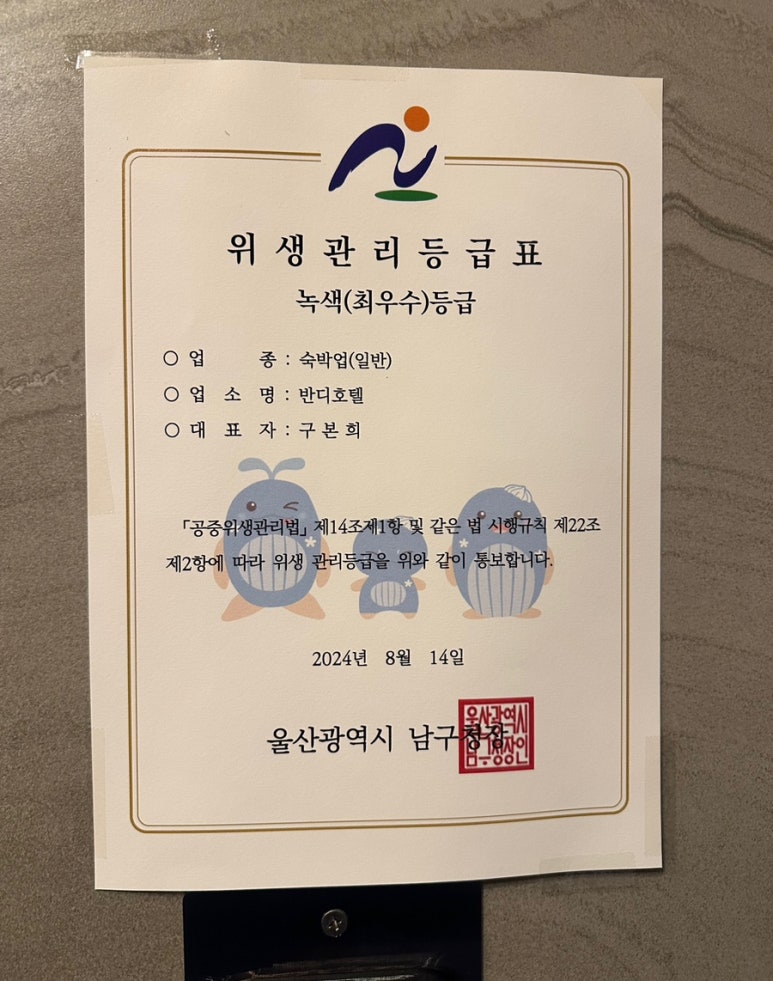 위생관리등급표
녹색(최우수)등급
○ 업 종 : 숙박업(일반)
○ 업 소 명 : 반디호텔
○ 대 표 자 : 구본희
「공중위생관리법」 제14조제1항 및 같은 법 시행규칙 제22조
제2항에 따라 위생 관리등급을 위와 같이 통보합니다.
2024년 8월 14일
울산광역시 남구청장
울산광역시
남구청장인